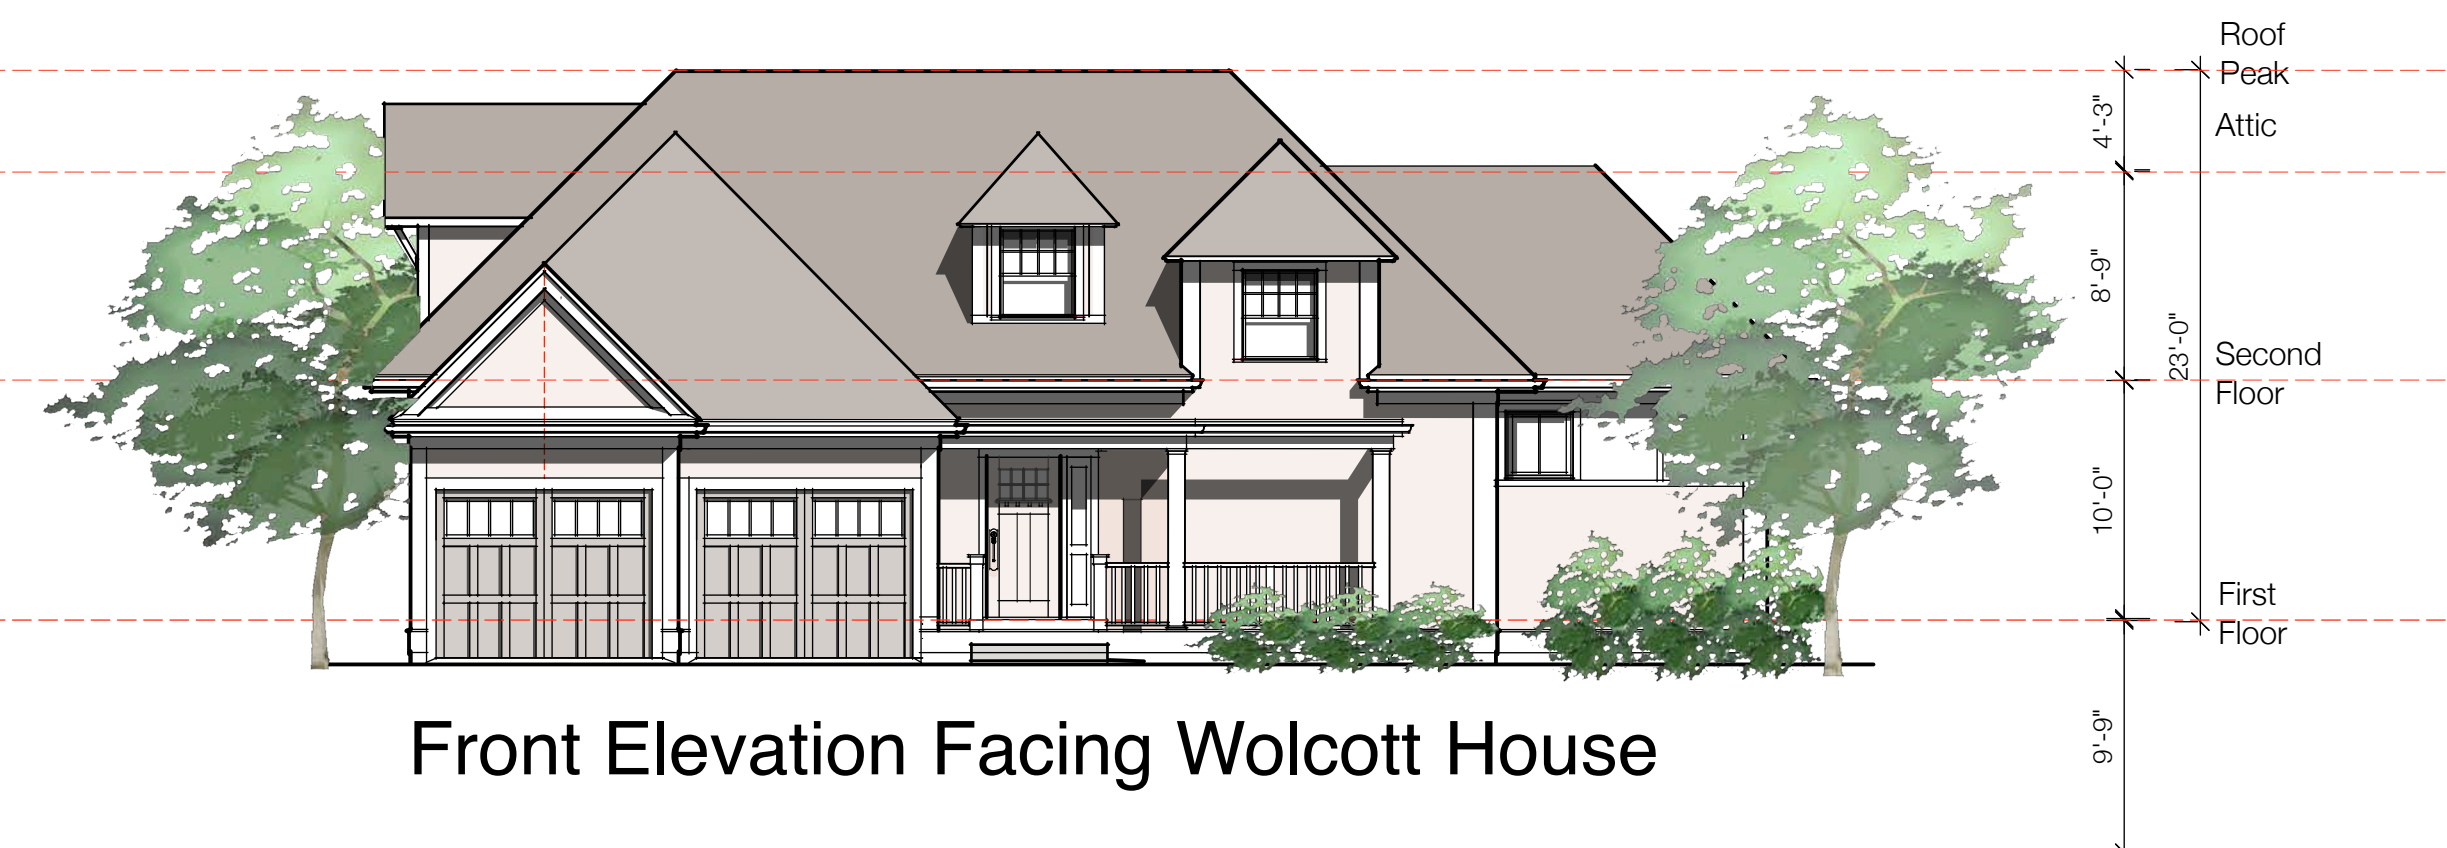 Roof
Peak
4'-3"
Attic
8'-9"
23'-0"
Second
Floor
10'-0"
First
Floor
9'-9"
Front Elevation Facing Wolcott House